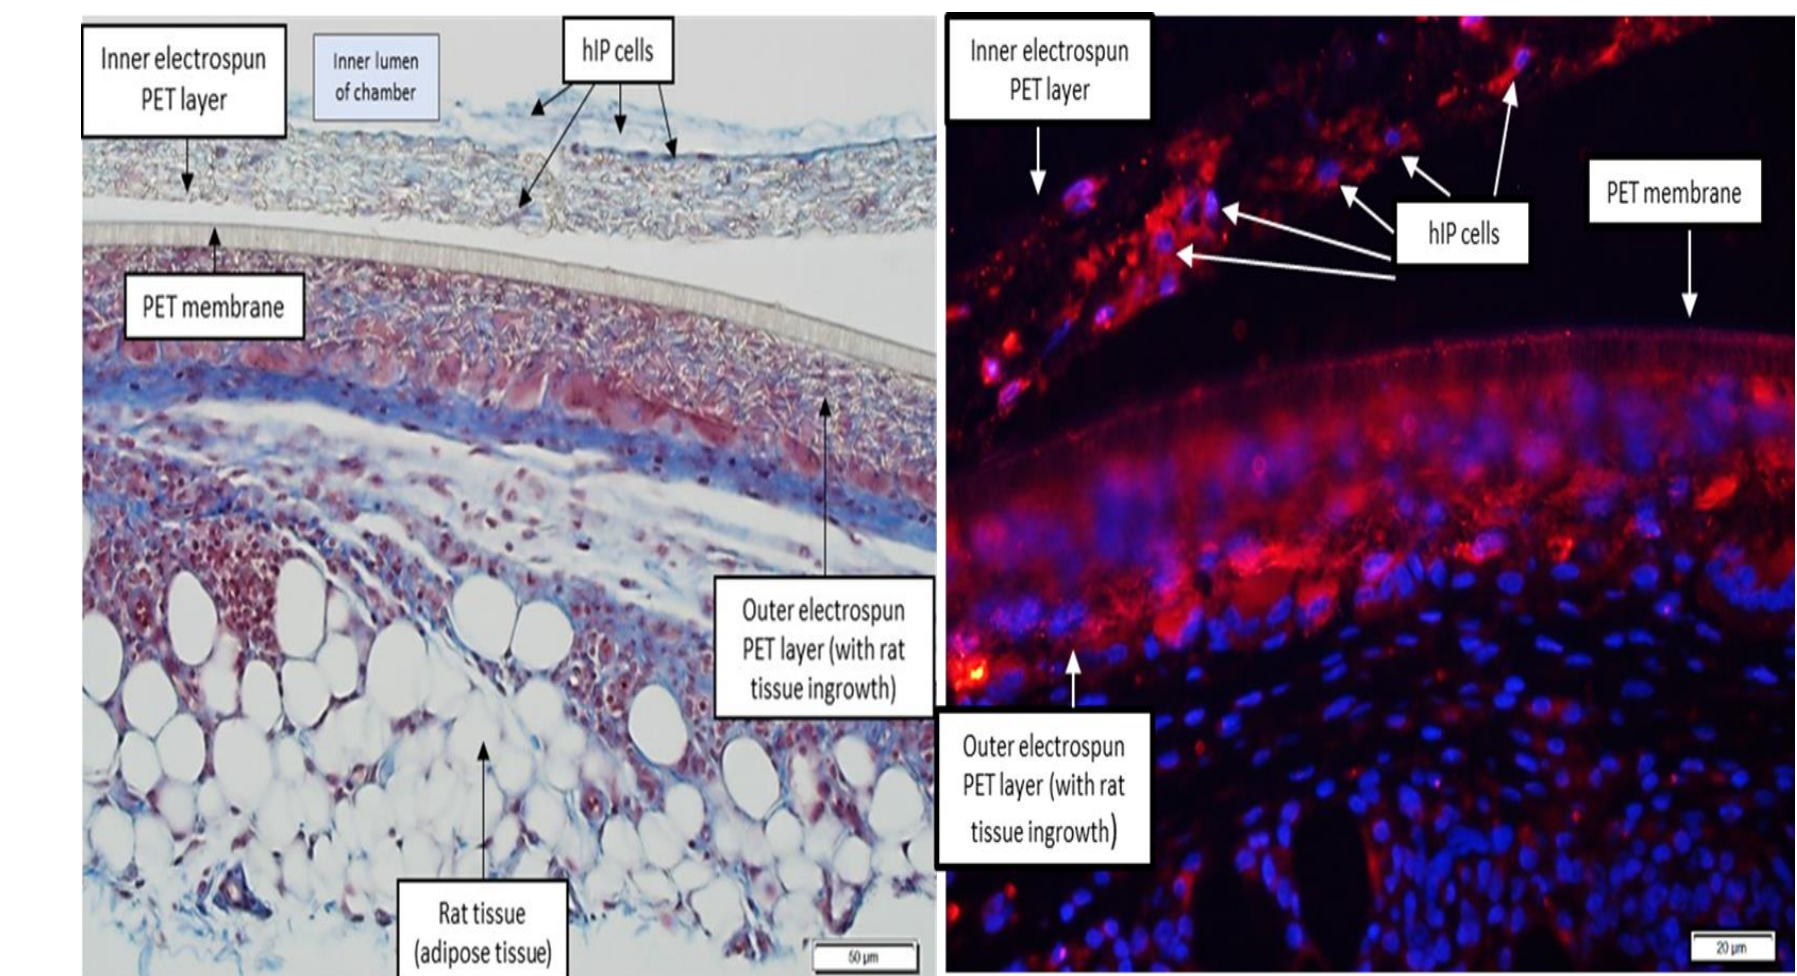 Inner electrospun
PET layer
Inner lumen
of chamber
hIP cells
PET membrane
Outer electrospun
PET layer (with rat
tissue ingrowth)
Rat tissue
(adipose tissue)
50 µm
Inner electrospun
PET layer
PET membrane
hIP cells
Outer electrospun
PET layer (with rat
tissue ingrowth)
20 µm